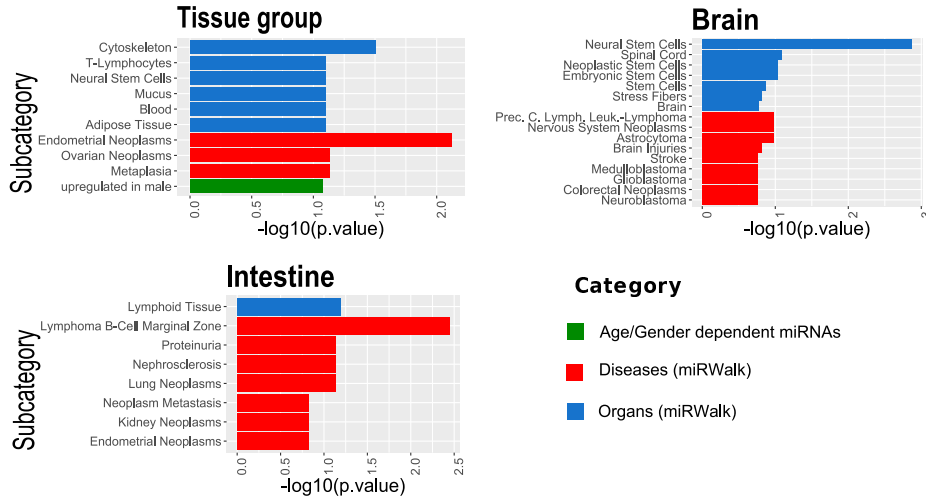 Tissue group
Subcategory
Cytoskeleton
T-Lymphocytes
Neural Stem Cells
Mucus
Blood
Adipose Tissue
Endometrial Neoplasms
Ovarian Neoplasms
Metaplasia
upregulated in male
0.0
0.5
1.0
1.5
2.0
-log10(p.value)
Brain
Neural Stem Cells
Spinal Cord
Neoplastic Stem Cells
Embryonic Stem Cells
Stem Cells
Stress Fibers
Brain
Prec. C. Lymph. Leuk.-Lymphoma
Nervous System Neoplasms
Astrocytoma
Brain Injuries
Stroke
Medulloblastoma
Glioblastoma
Colorectal Neoplasms
Neuroblastoma
0
1
2
3
-log10(p.value)
Intestine
Subcategory
Lymphoid Tissue
Lymphoma B-Cell Marginal Zone
Proteinuria
Nephrosclerosis
Lung Neoplasms
Neoplasm Metastasis
Kidney Neoplasms
Endometrial Neoplasms
0.0
0.5
1.0
1.5
2.0
2.5
-log10(p.value)
Category
Age/Gender dependent miRNAs
Diseases (miRWalk)
Organs (miRWalk)